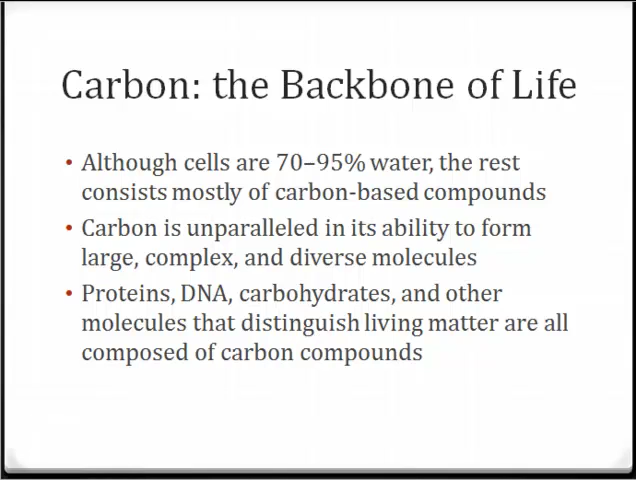 Carbon: the Backbone of Life
• Although cells are 70–95% water, the rest
consists mostly of carbon-based compounds
• Carbon is unparalleled in its ability to form
large, complex, and diverse molecules
• Proteins, DNA, carbohydrates, and other
molecules that distinguish living matter are all
composed of carbon compounds